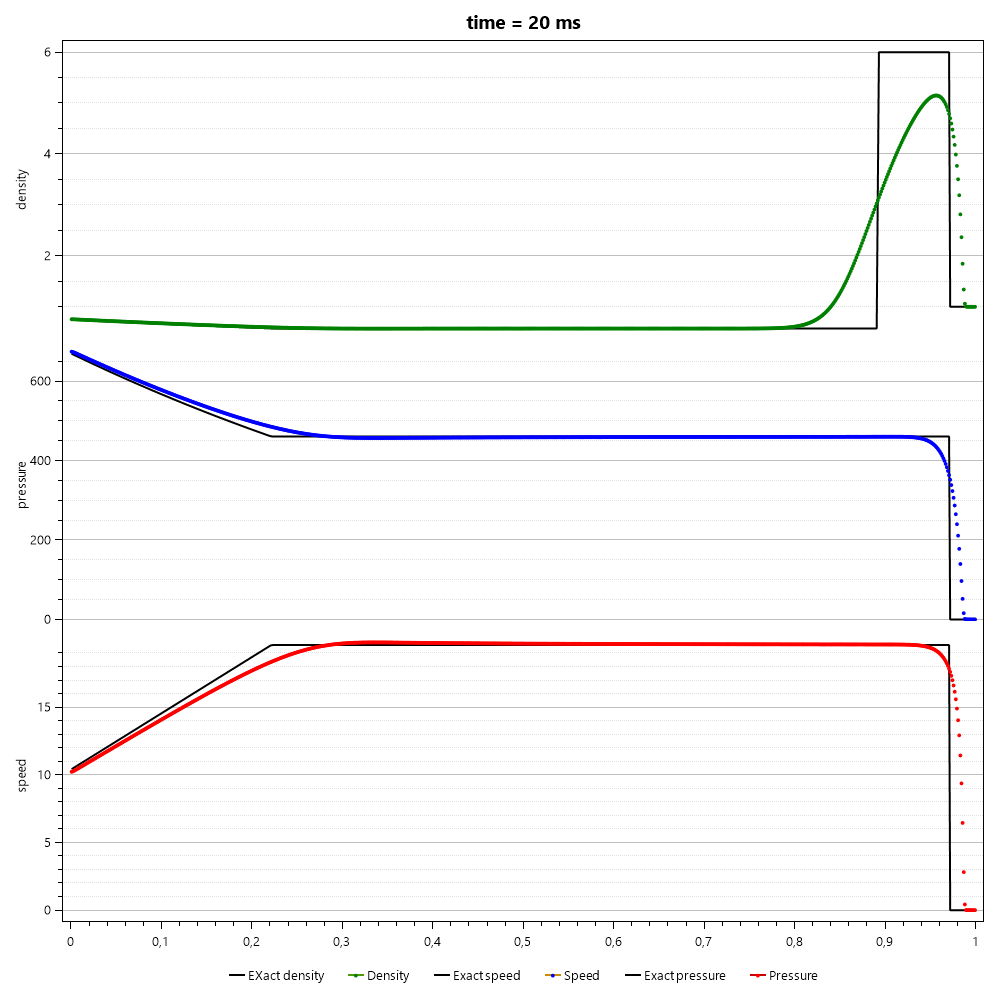 time = 20 ms
6
4
2
density
600
400
200
0
pressure
15
10
5
0
speed
0 0,1 0,2 0,3 0,4 0,5 0,6 0,7 0,8 0,9 1
EXact density Density Exact speed Speed Exact pressure Pressure